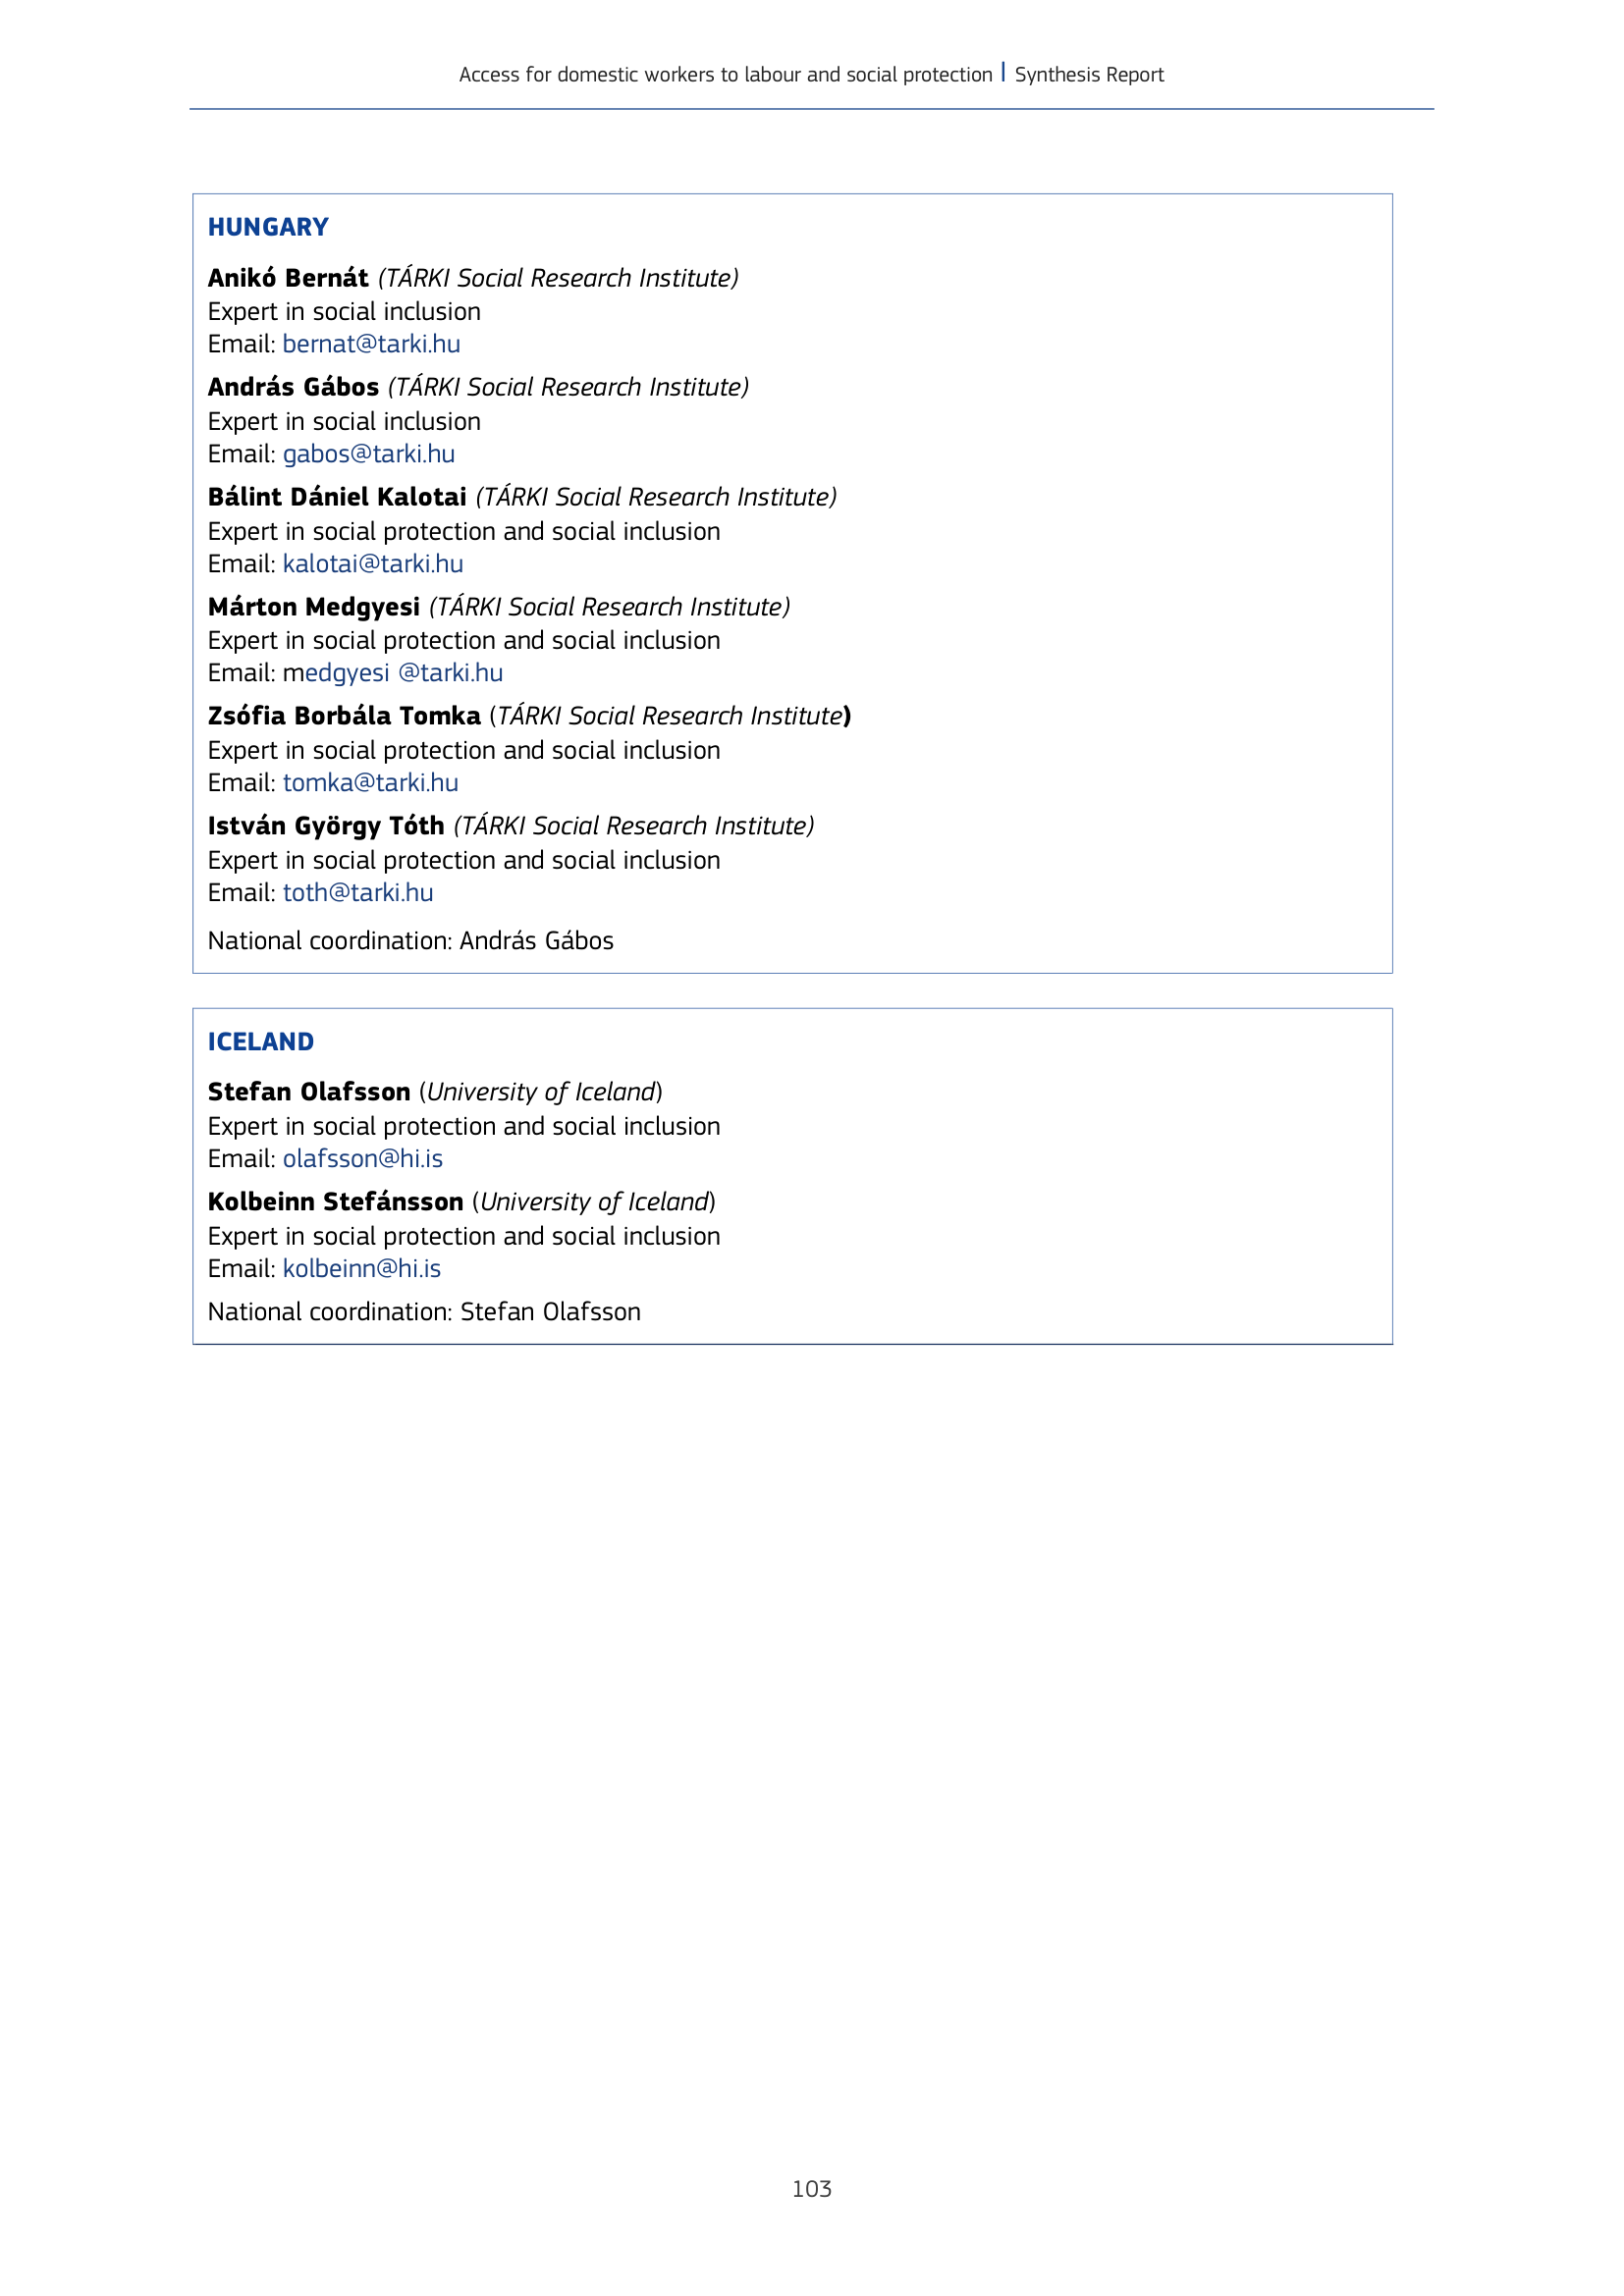 Access for domestic workers to labour and social protection | Synthesis Report
HUNGARY
Anikó Bernát (TÁRKI Social Research Institute)
Expert in social inclusion
Email: bernat@tarki.hu
András Gábos (TÁRKI Social Research Institute)
Expert in social inclusion
Email: gabos@tarki.hu
Bálint Dániel Kalotai (TÁRKI Social Research Institute)
Expert in social protection and social inclusion
Email: kalotai@tarki.hu
Márton Medgyesi (TÁRKI Social Research Institute)
Expert in social protection and social inclusion
Email: medgyesi @tarki.hu
Zsófia Borbála Tomka (TÁRKI Social Research Institute)
Expert in social protection and social inclusion
Email: tomka@tarki.hu
István György Tóth (TÁRKI Social Research Institute)
Expert in social protection and social inclusion
Email: toth@tarki.hu
National coordination: András Gábos
ICELAND
Stefan Olafsson (University of Iceland)
Expert in social protection and social inclusion
Email: olafsson@hi.is
Kolbeinn Stefánsson (University of Iceland)
Expert in social protection and social inclusion
Email: kolbeinn@hi.is
National coordination: Stefan Olafsson
103